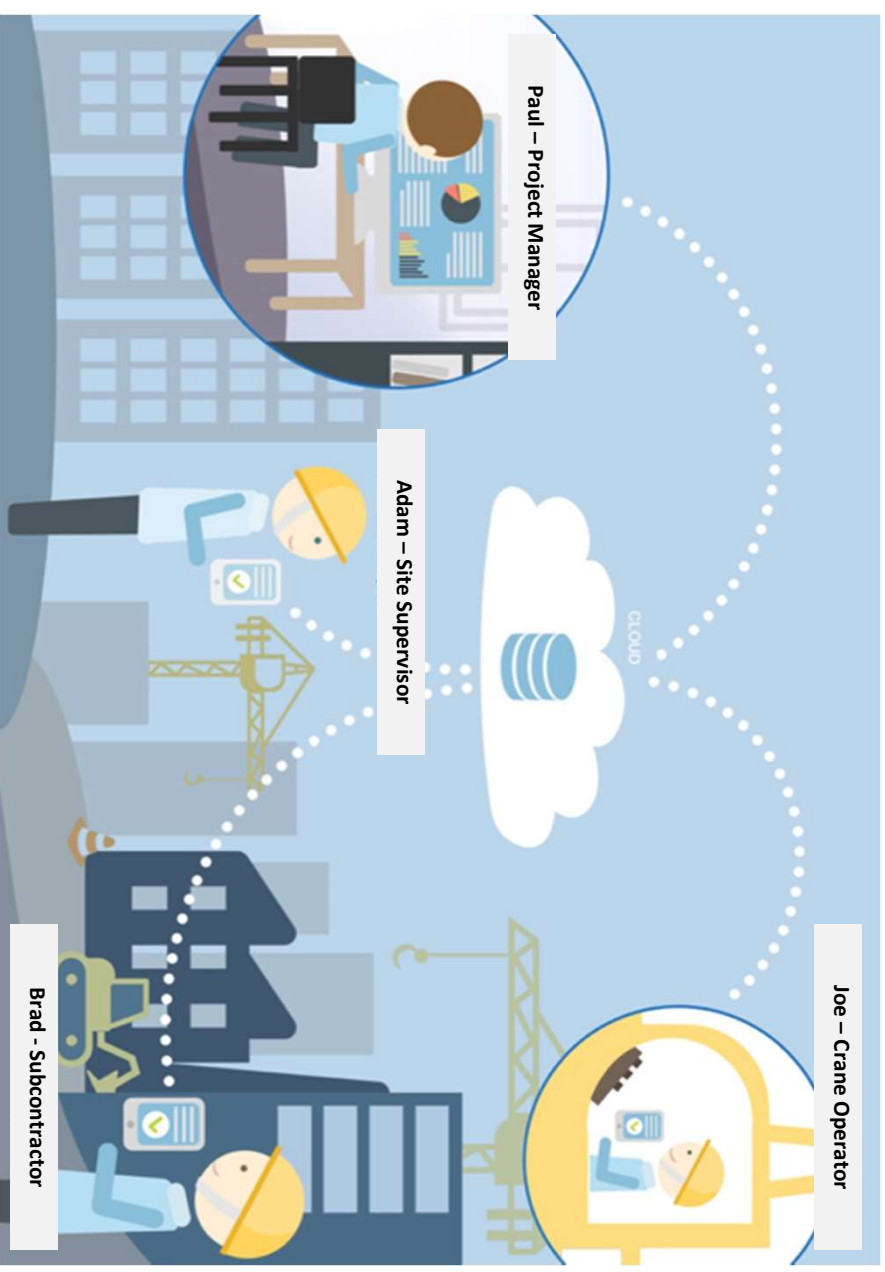 Joe – Crane Operator
CLOUD
Paul – Project Manager
Adam – Site Supervisor
Brad - Subcontractor